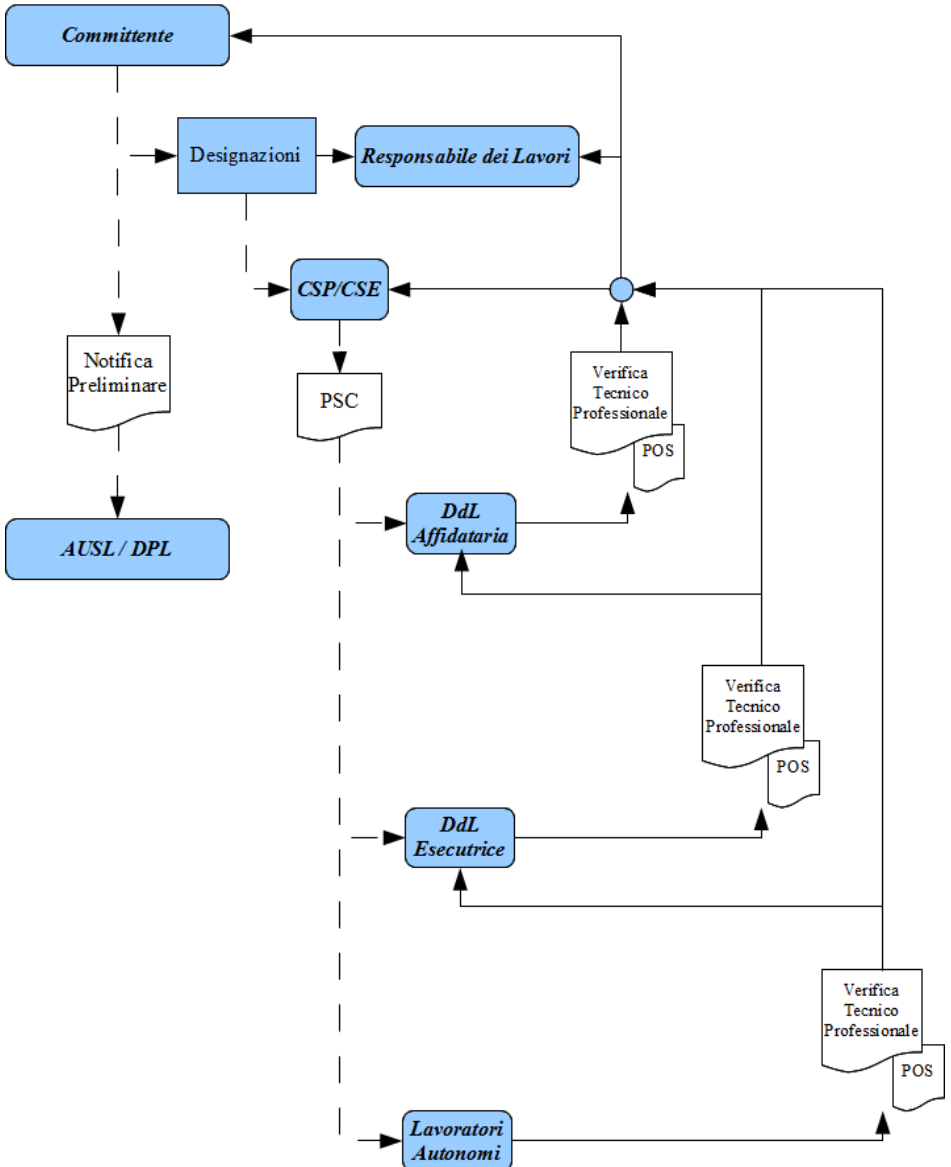 Committente
Designazioni
Responsabile dei Lavori
CSP/CSE
Notifica
Preliminare
PSC
Verifica
Tecnico
Professionale
POS
DdL
Affidataria
AUSL / DPL
Verifica
Tecnico
Professionale
POS
DdL
Esecutrice
Verifica
Tecnico
Professionale
POS
Lavoratori
Autonomi